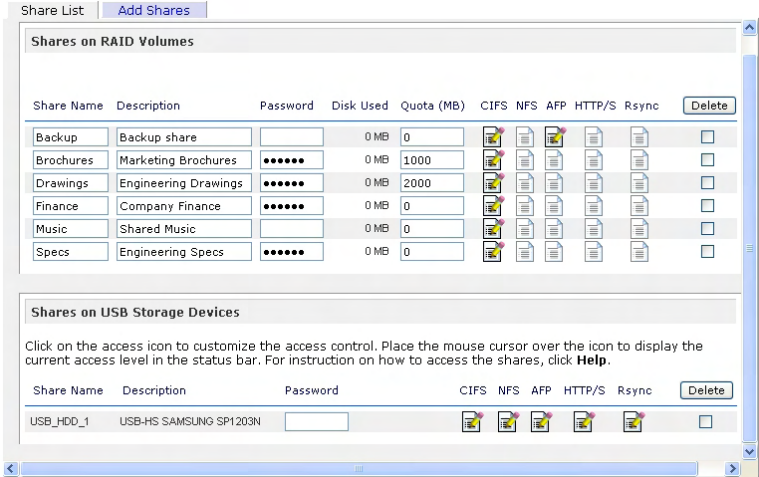 Share List Add Shares
Shares on RAID Volumes
Share Name Description Password Disk Used Quota (MB) CIFS NFS AFP HTTP/S Rsync Delete
Backup Backup share 0 MB 0
Brochures Marketing Brochures •••••• 0 MB 1000
Drawings Engineering Drawings •••••• 0 MB 2000
Finance Company Finance •••••• 0 MB 0
Music Shared Music 0 MB 0
Specs Engineering Specs •••••• 0 MB 0
Shares on USB Storage Devices
Click on the access icon to customize the access control. Place the mouse cursor over the icon to display the
current access level in the status bar. For instruction on how to access the shares, click Help.
Share Name Description Password CIFS NFS AFP HTTP/S Rsync Delete
USB_HDD_1 USB-HS SAMSUNG SP1203N